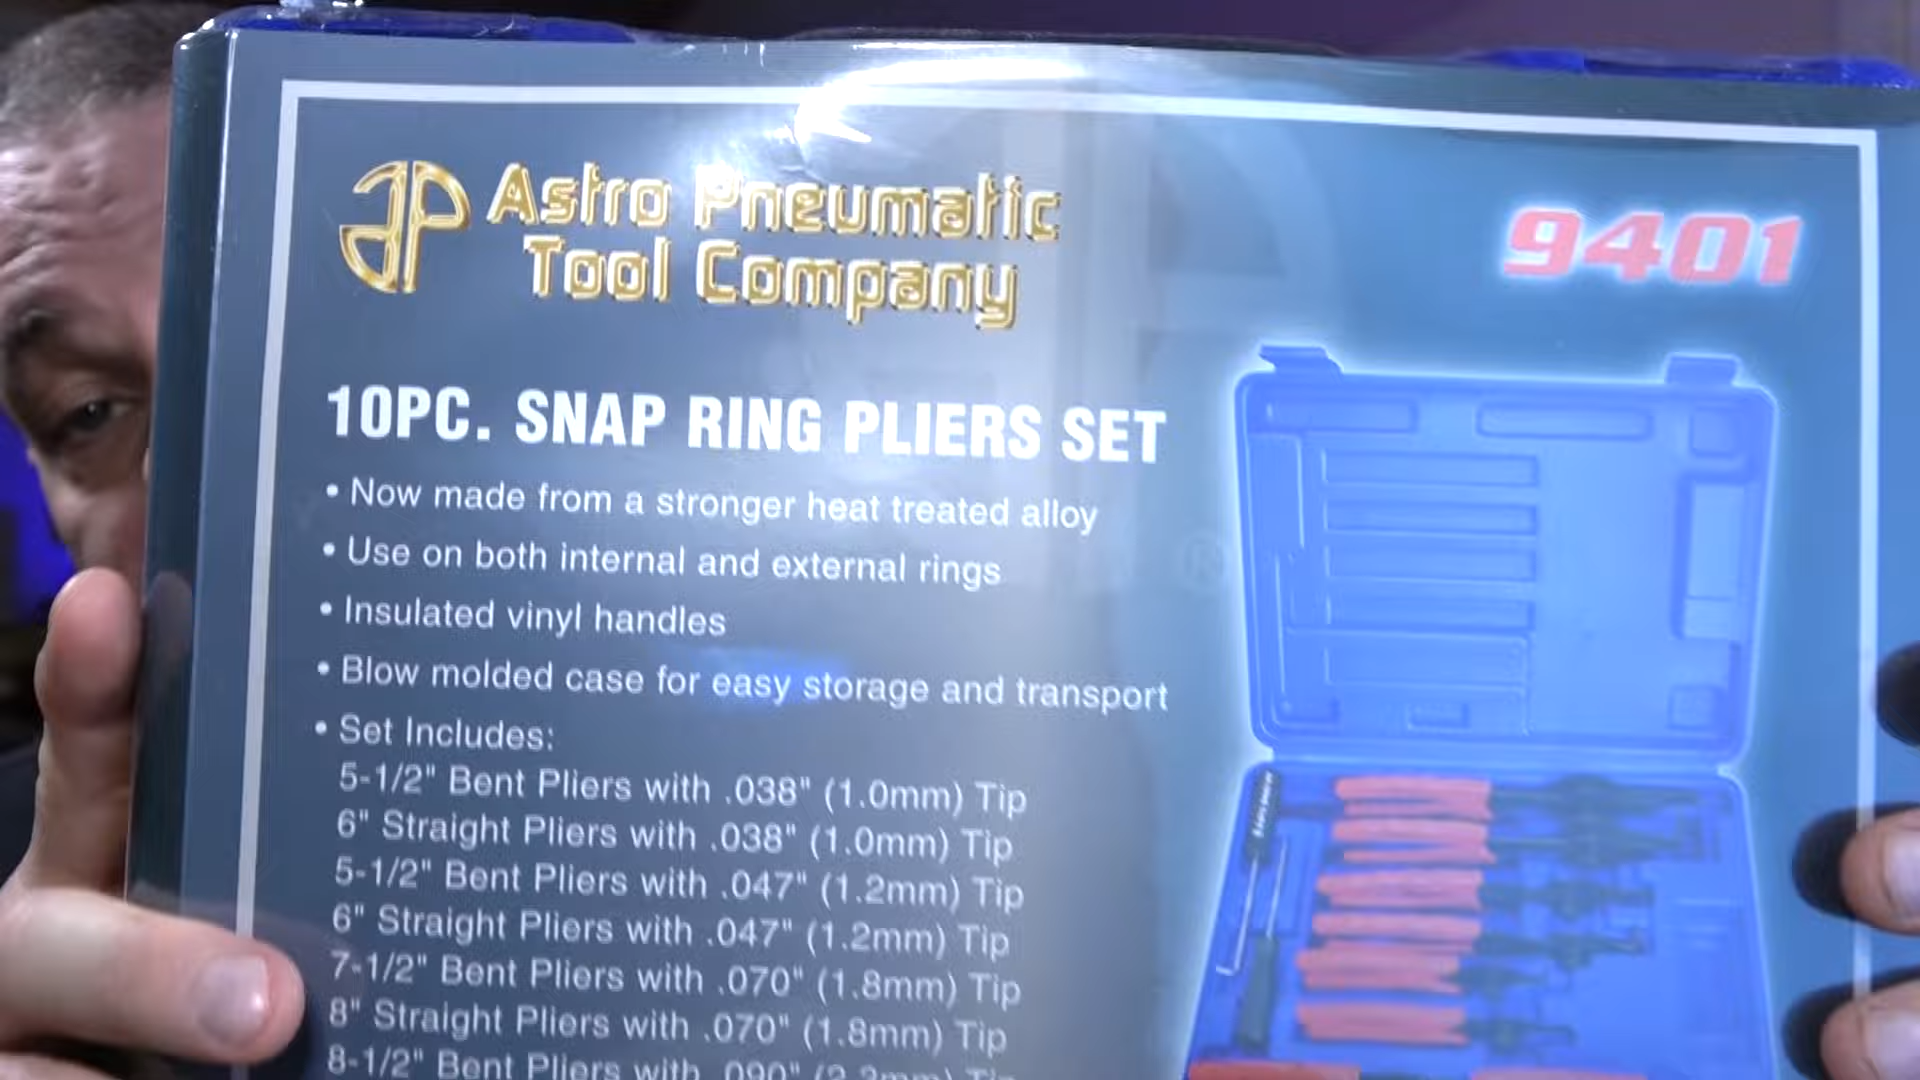 Astro Pneumatic
Tool Company
9401
10PC. SNAP RING PLIERS SET
• Now made from a stronger heat treated alloy
• Use on both internal and external rings
• Insulated vinyl handles
• Blow molded case for easy storage and transport
• Set Includes:
5-1/2" Bent Pliers with .038" (1.0mm) Tip
6" Straight Pliers with .038" (1.0mm) Tip
5-1/2" Bent Pliers with .047" (1.2mm) Tip
6" Straight Pliers with .047" (1.2mm) Tip
7-1/2" Bent Pliers with .070" (1.8mm) Tip
8" Straight Pliers with .070" (1.8mm) Tip
8-1/2" Bent Pliers with .090"